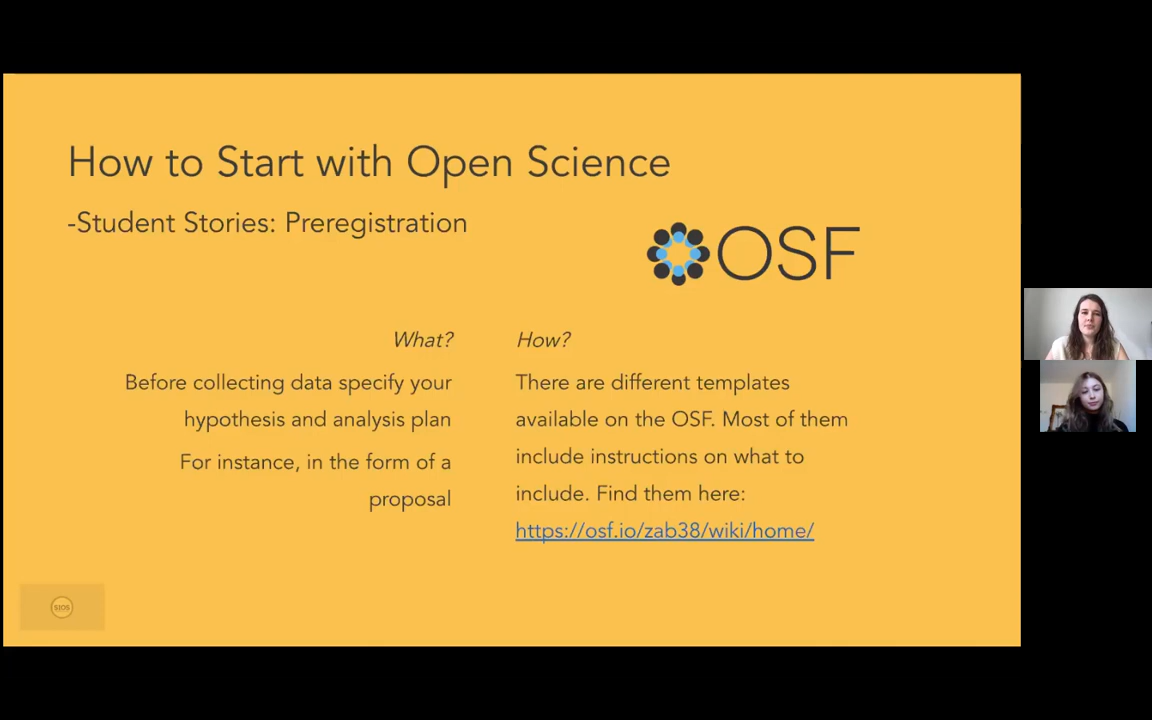 How to Start with Open Science
-Student Stories: Preregistration
OSF
What?
Before collecting data specify your
hypothesis and analysis plan
For instance, in the form of a
proposal
How?
There are different templates
available on the OSF. Most of them
include instructions on what to
include. Find them here:
https://osf.io/zab38/wiki/home/
SIOS